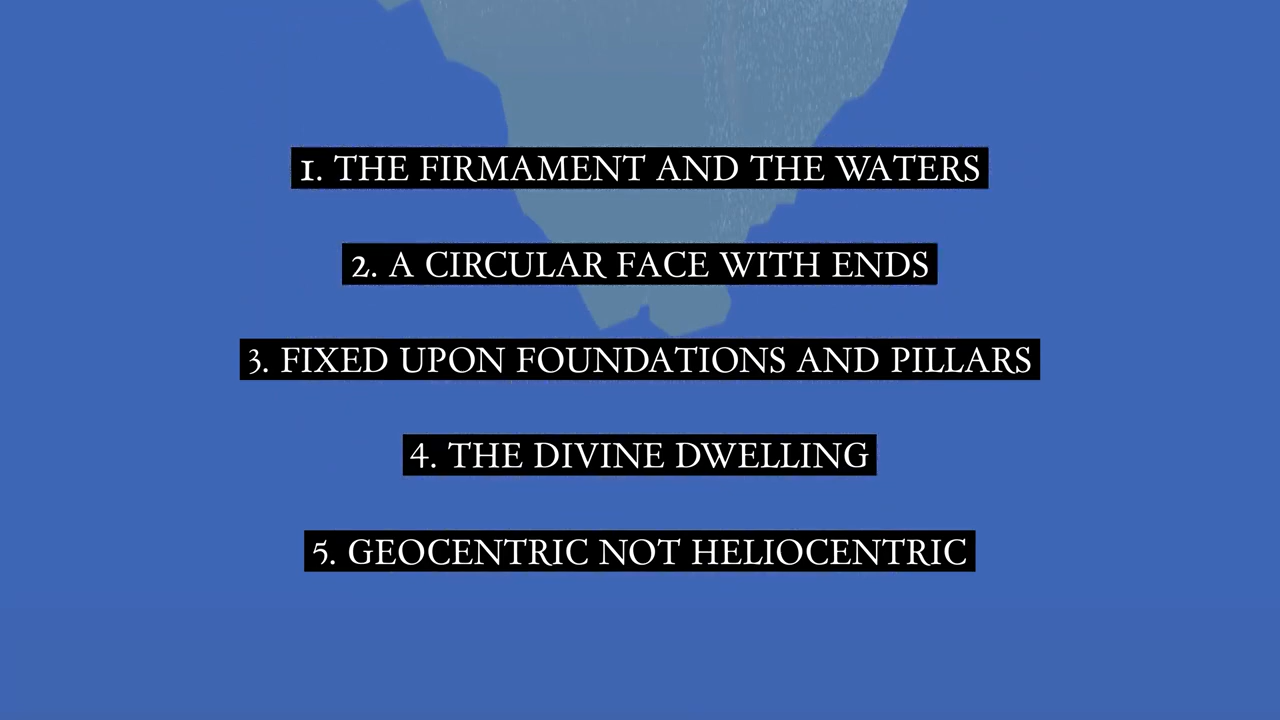 1. THE FIRMAMENT AND THE WATERS
2. A CIRCULAR FACE WITH ENDS
3. FIXED UPON FOUNDATIONS AND PILLARS
4. THE DIVINE DWELLING
5. GEOCENTRIC NOT HELIOCENTRIC